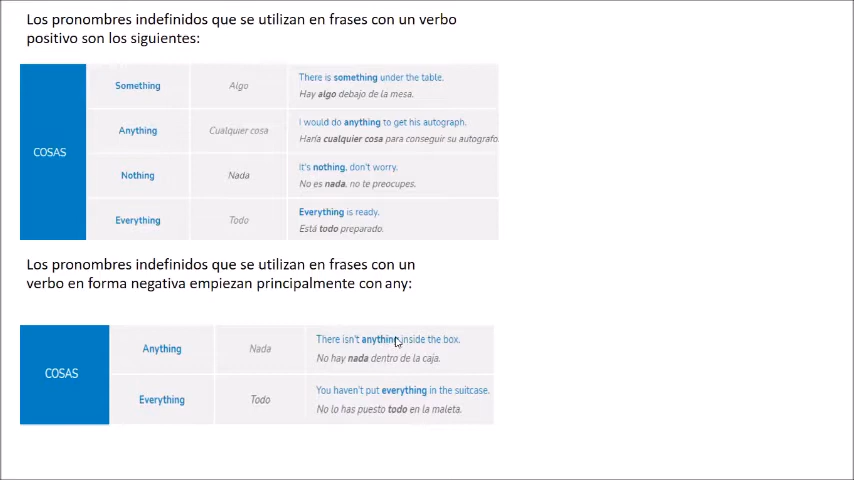 Los pronombres indefinidos que se utilizan en frases con un verbo
positivo son los siguientes:
COSAS
Something
Algo
There is something under the table.
Hay algo debajo de la mesa.
Anything
Cualquier cosa
I would do anything to get his autograph.
Haría cualquier cosa para conseguir su autografo.
Nothing
Nada
It's nothing, don't worry.
No es nada, no te preocupes.
Everything
Todo
Everything is ready.
Está todo preparado.
Los pronombres indefinidos que se utilizan en frases con un
verbo en forma negativa empiezan principalmente con any:
COSAS
Anything
Nada
There isn't anything inside the box.
No hay nada dentro de la caja.
Everything
Todo
You haven't put everything in the suitcase.
No lo has puesto todo en la maleta.